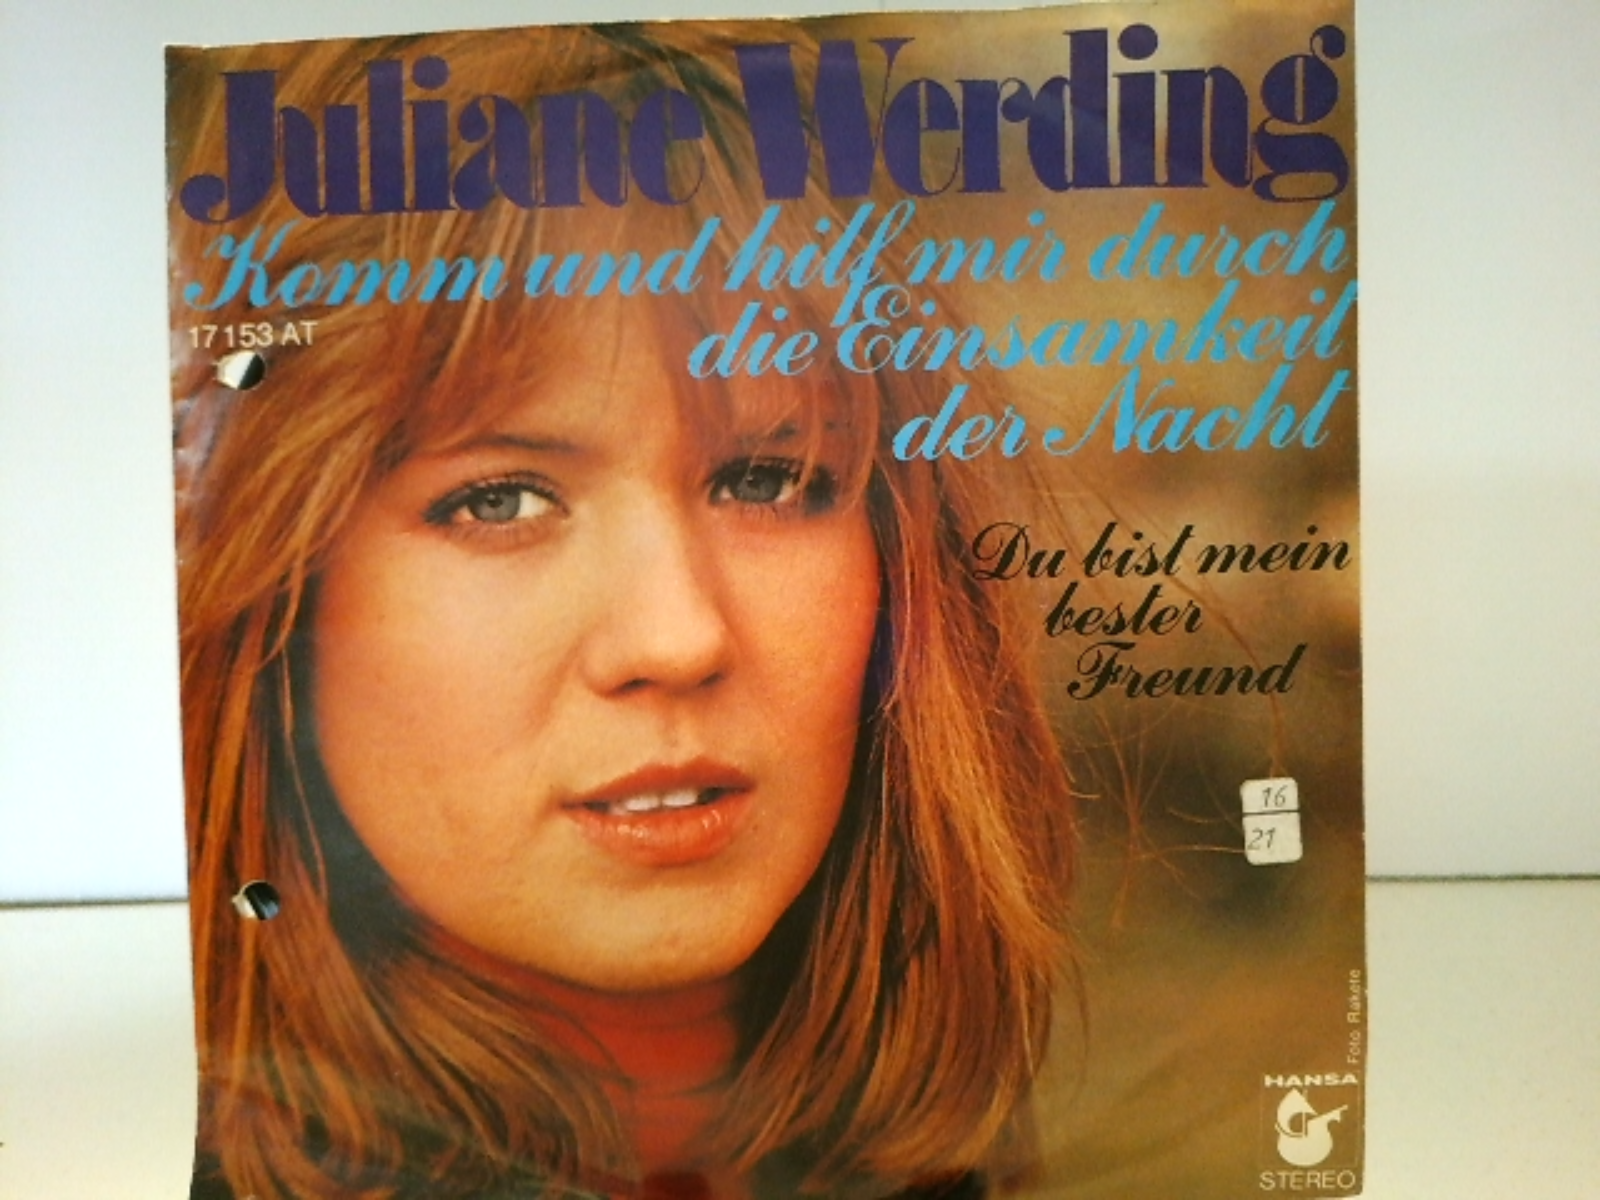 Juliane Werding
Komm und hilf mir durch
die Einsamkeit
der Nacht
17 153 AT
Du bist mein
bester
Freund
16
21
Foto: Rakete
HANSA
STEREO